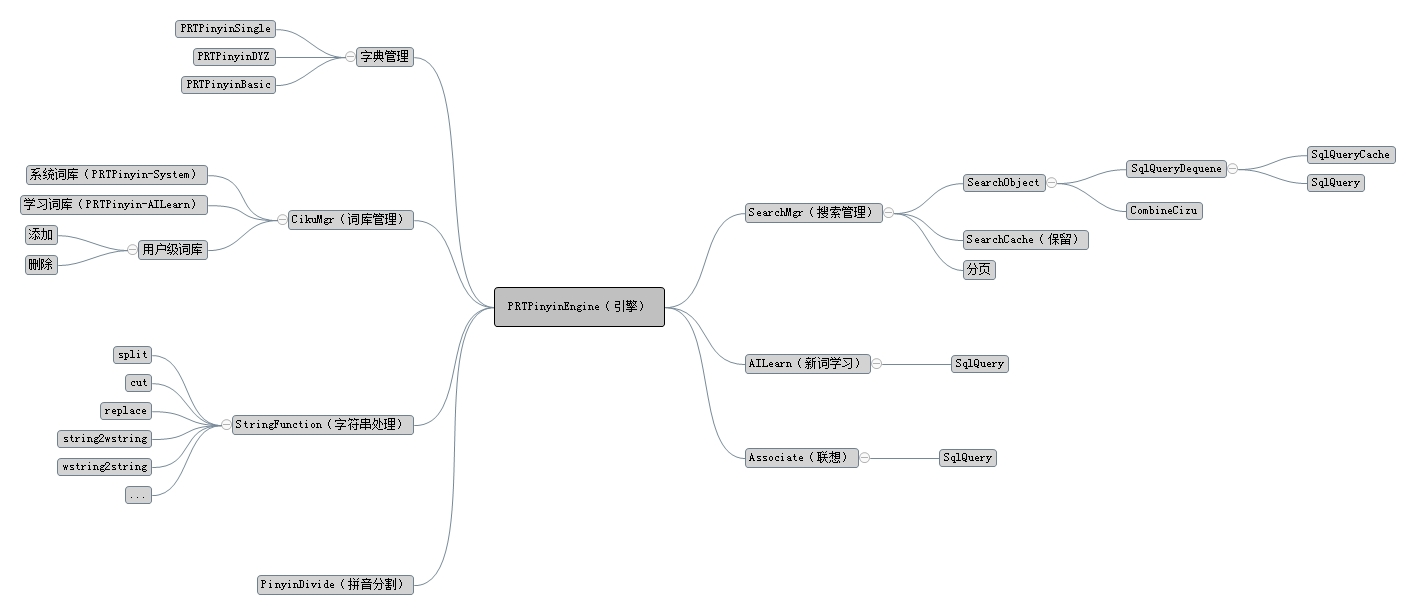 PRTPinyinEngine（引擎）
字典管理
PRTPinyinSingle
PRTPinyinDYZ
PRTPinyinBasic
CikuMgr（词库管理）
系统词库（PRTPinyin-System）
学习词库（PRTPinyin-AILearn）
用户级词库
添加
删除
StringFunction（字符串处理）
split
cut
replace
string2wstring
wstring2string
...
PinyinDivide（拼音分割）
SearchMgr（搜索管理）
SearchObject
SqlQueryDequene
SqlQueryCache
SqlQuery
CombineCizu
SearchCache（保留）
分页
AILearn（新词学习）
SqlQuery
Associate（联想）
SqlQuery